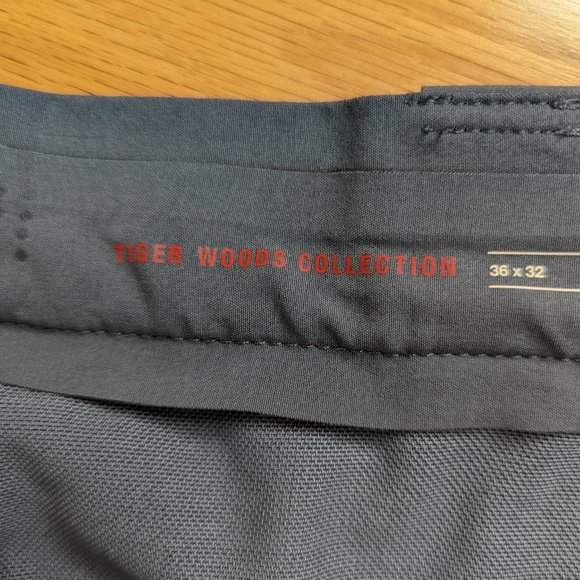 TIGER WOODS COLLECTION
36 x 32